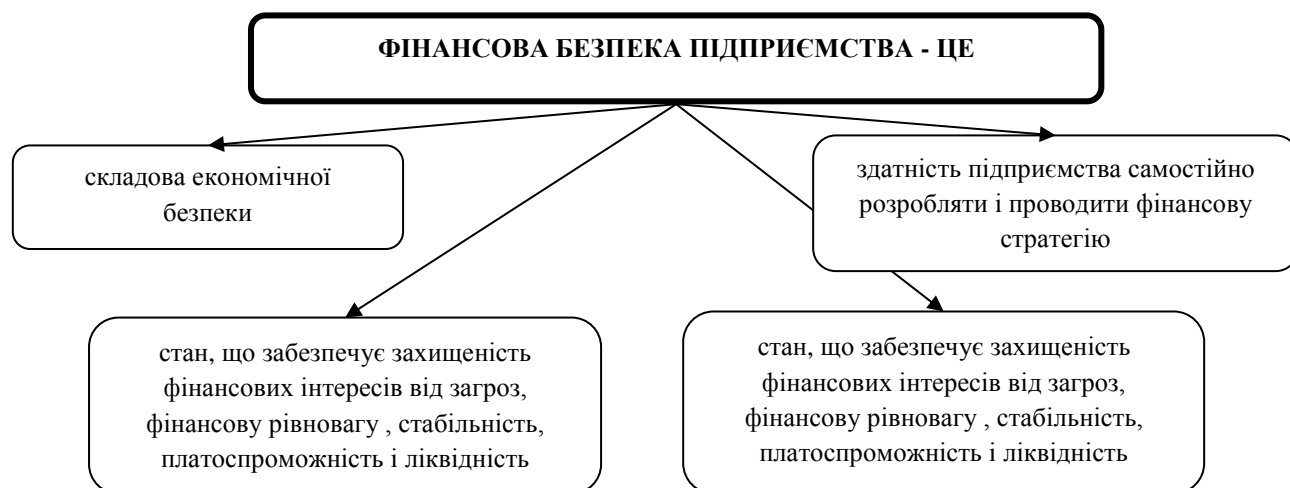 ФІНАНСОВА БЕЗПЕКА ПІДПРИЄМСТВА - ЦЕ
складова економічної
безпеки
здатність підприємства самостійно
розробляти і проводити фінансову
стратегію
стан, що забезпечує захищеність
фінансових інтересів від загроз,
фінансову рівновагу , стабільність,
платоспроможність і ліквідність
стан, що забезпечує захищеність
фінансових інтересів від загроз,
фінансову рівновагу , стабільність,
платоспроможність і ліквідність